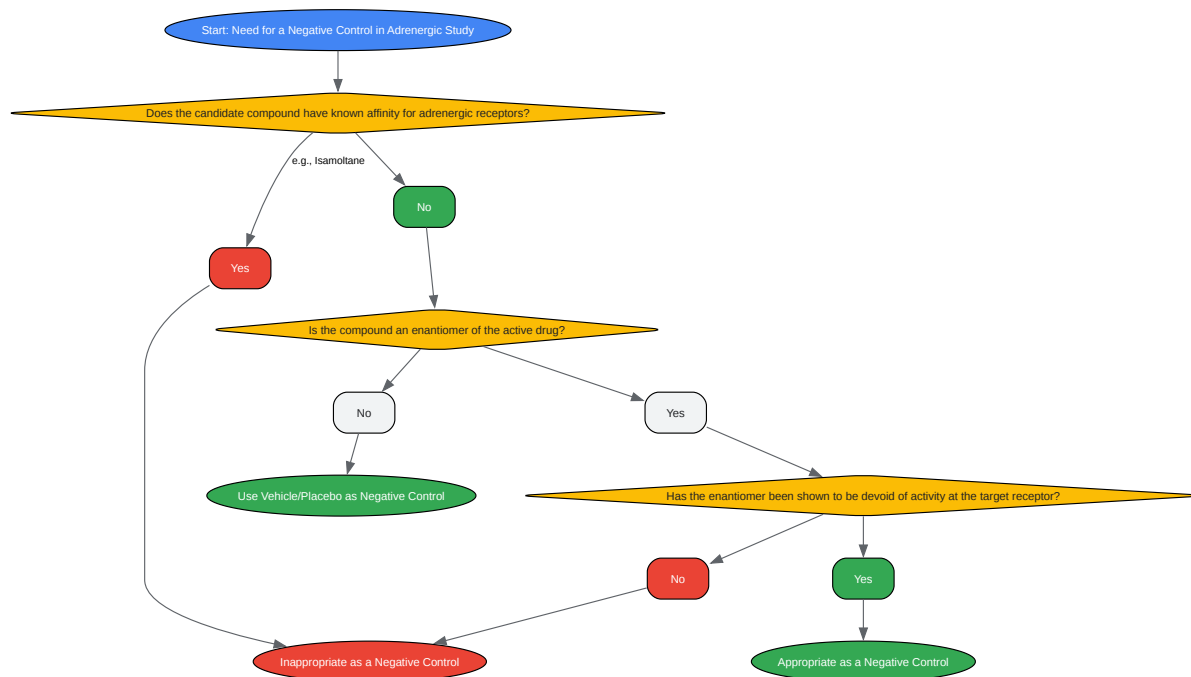 Start: Need for a Negative Control in Adrenergic Study
Does the candidate compound have known affinity for adrenergic receptors?
e.g., Isamoltane
No
Yes
Is the compound an enantiomer of the active drug?
No
Yes
Use Vehicle/Placebo as Negative Control
Has the enantiomer been shown to be devoid of activity at the target receptor?
No
Yes
Inappropriate as a Negative Control
Appropriate as a Negative Control